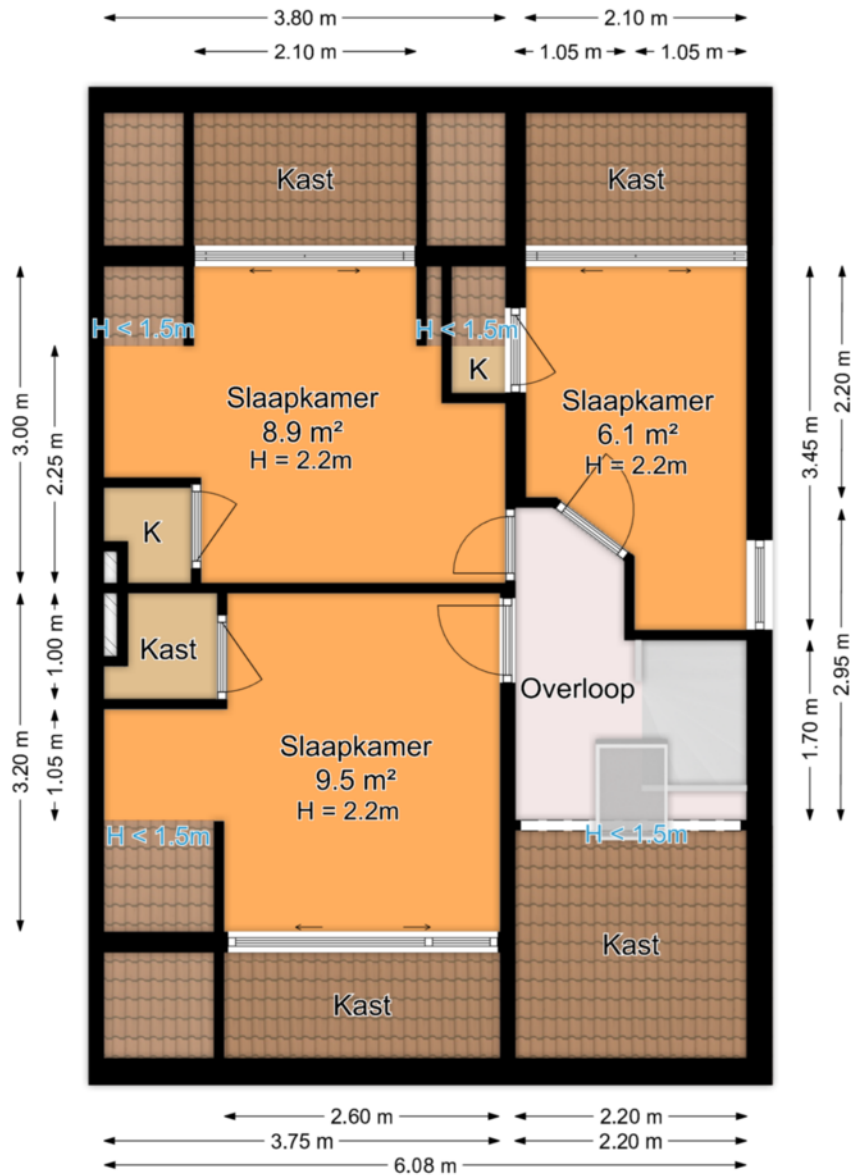 3.80 m
2.10 m
2.10 m
1.05 m
1.05 m
Kast
Kast
H < 1.5m
H < 1.5m
K
Slaapkamer
8.9 m²
H = 2.2m
Slaapkamer
6.1 m²
H = 2.2m
3.00 m
2.25 m
2.20 m
3.45 m
K
Kast
1.00 m
3.20 m
1.05 m
Overloop
2.95 m
1.70 m
Slaapkamer
9.5 m²
H = 2.2m
H < 1.5m
H < 1.5m
Kast
Kast
2.60 m
2.20 m
3.75 m
2.20 m
6.08 m